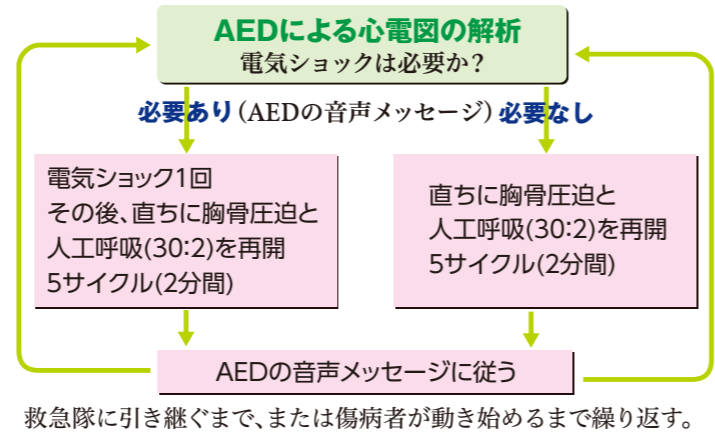 AEDによる心電図の解析
電気ショックは必要か？
必要あり（AEDの音声メッセージ）必要なし
電気ショック1回
その後、直ちに胸骨圧迫と
人工呼吸(30:2)を再開
5サイクル(2分間)
直ちに胸骨圧迫と
人工呼吸(30:2)を再開
5サイクル(2分間)
AEDの音声メッセージに従う
救急隊に引き継ぐまで、または傷病者が動き始めるまで繰り返す。